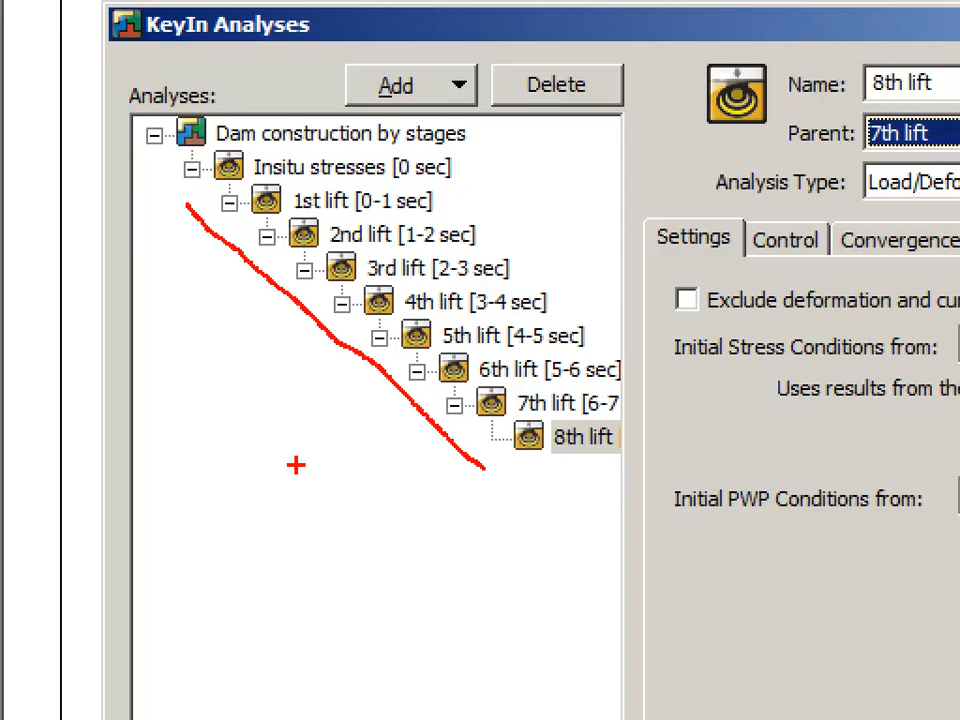 KeyIn Analyses
Analyses:
Add
Delete
Dam construction by stages
Insitu stresses [0 sec]
1st lift [0-1 sec]
2nd lift [1-2 sec]
3rd lift [2-3 sec]
4th lift [3-4 sec]
5th lift [4-5 sec]
6th lift [5-6 sec]
7th lift [6-7
8th lift
Name: 8th lift
Parent: 7th lift
Analysis Type: Load/Defo
Settings Control Convergence
Exclude deformation and cu
Initial Stress Conditions from:
Uses results from the
Initial PWP Conditions from: